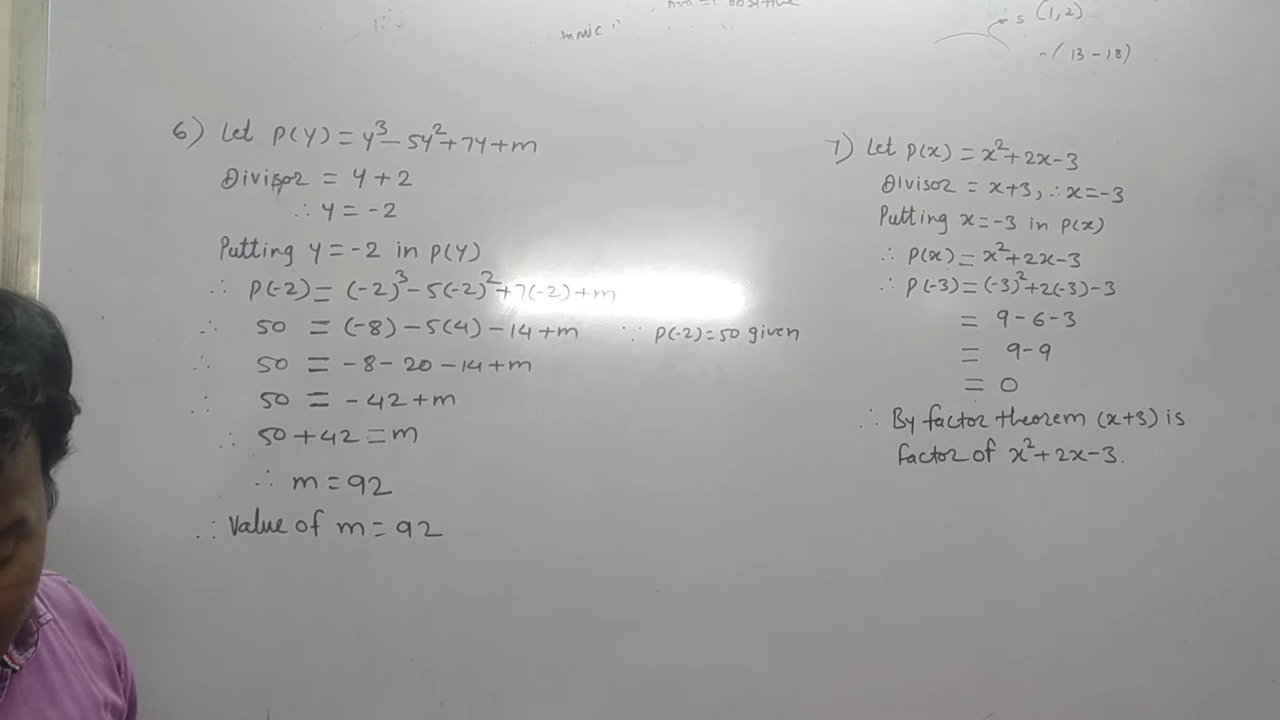 positive
s (1,2)
(13-18)
6) Let P(y) = y³ - 5y² + 7y + m
Divisor = y + 2
∴ y = -2
Putting y = -2 in P(y)
∴ P(-2) = (-2)³ - 5(-2)² + 7(-2) + m
∴ 50 = (-8) - 5(4) - 14 + m ∵ P(-2) = 50 given
∴ 50 = -8 - 20 - 14 + m
∴ 50 = -42 + m
∴ 50 + 42 = m
∴ m = 92
∴ Value of m = 92
7) Let P(x) = x² + 2x - 3
Divisor = x + 3, ∴ x = -3
Putting x = -3 in P(x)
∴ P(x) = x² + 2x - 3
∴ P(-3) = (-3)² + 2(-3) - 3
= 9 - 6 - 3
= 9 - 9
= 0
∴ By factor theorem (x+3) is
factor of x² + 2x - 3.